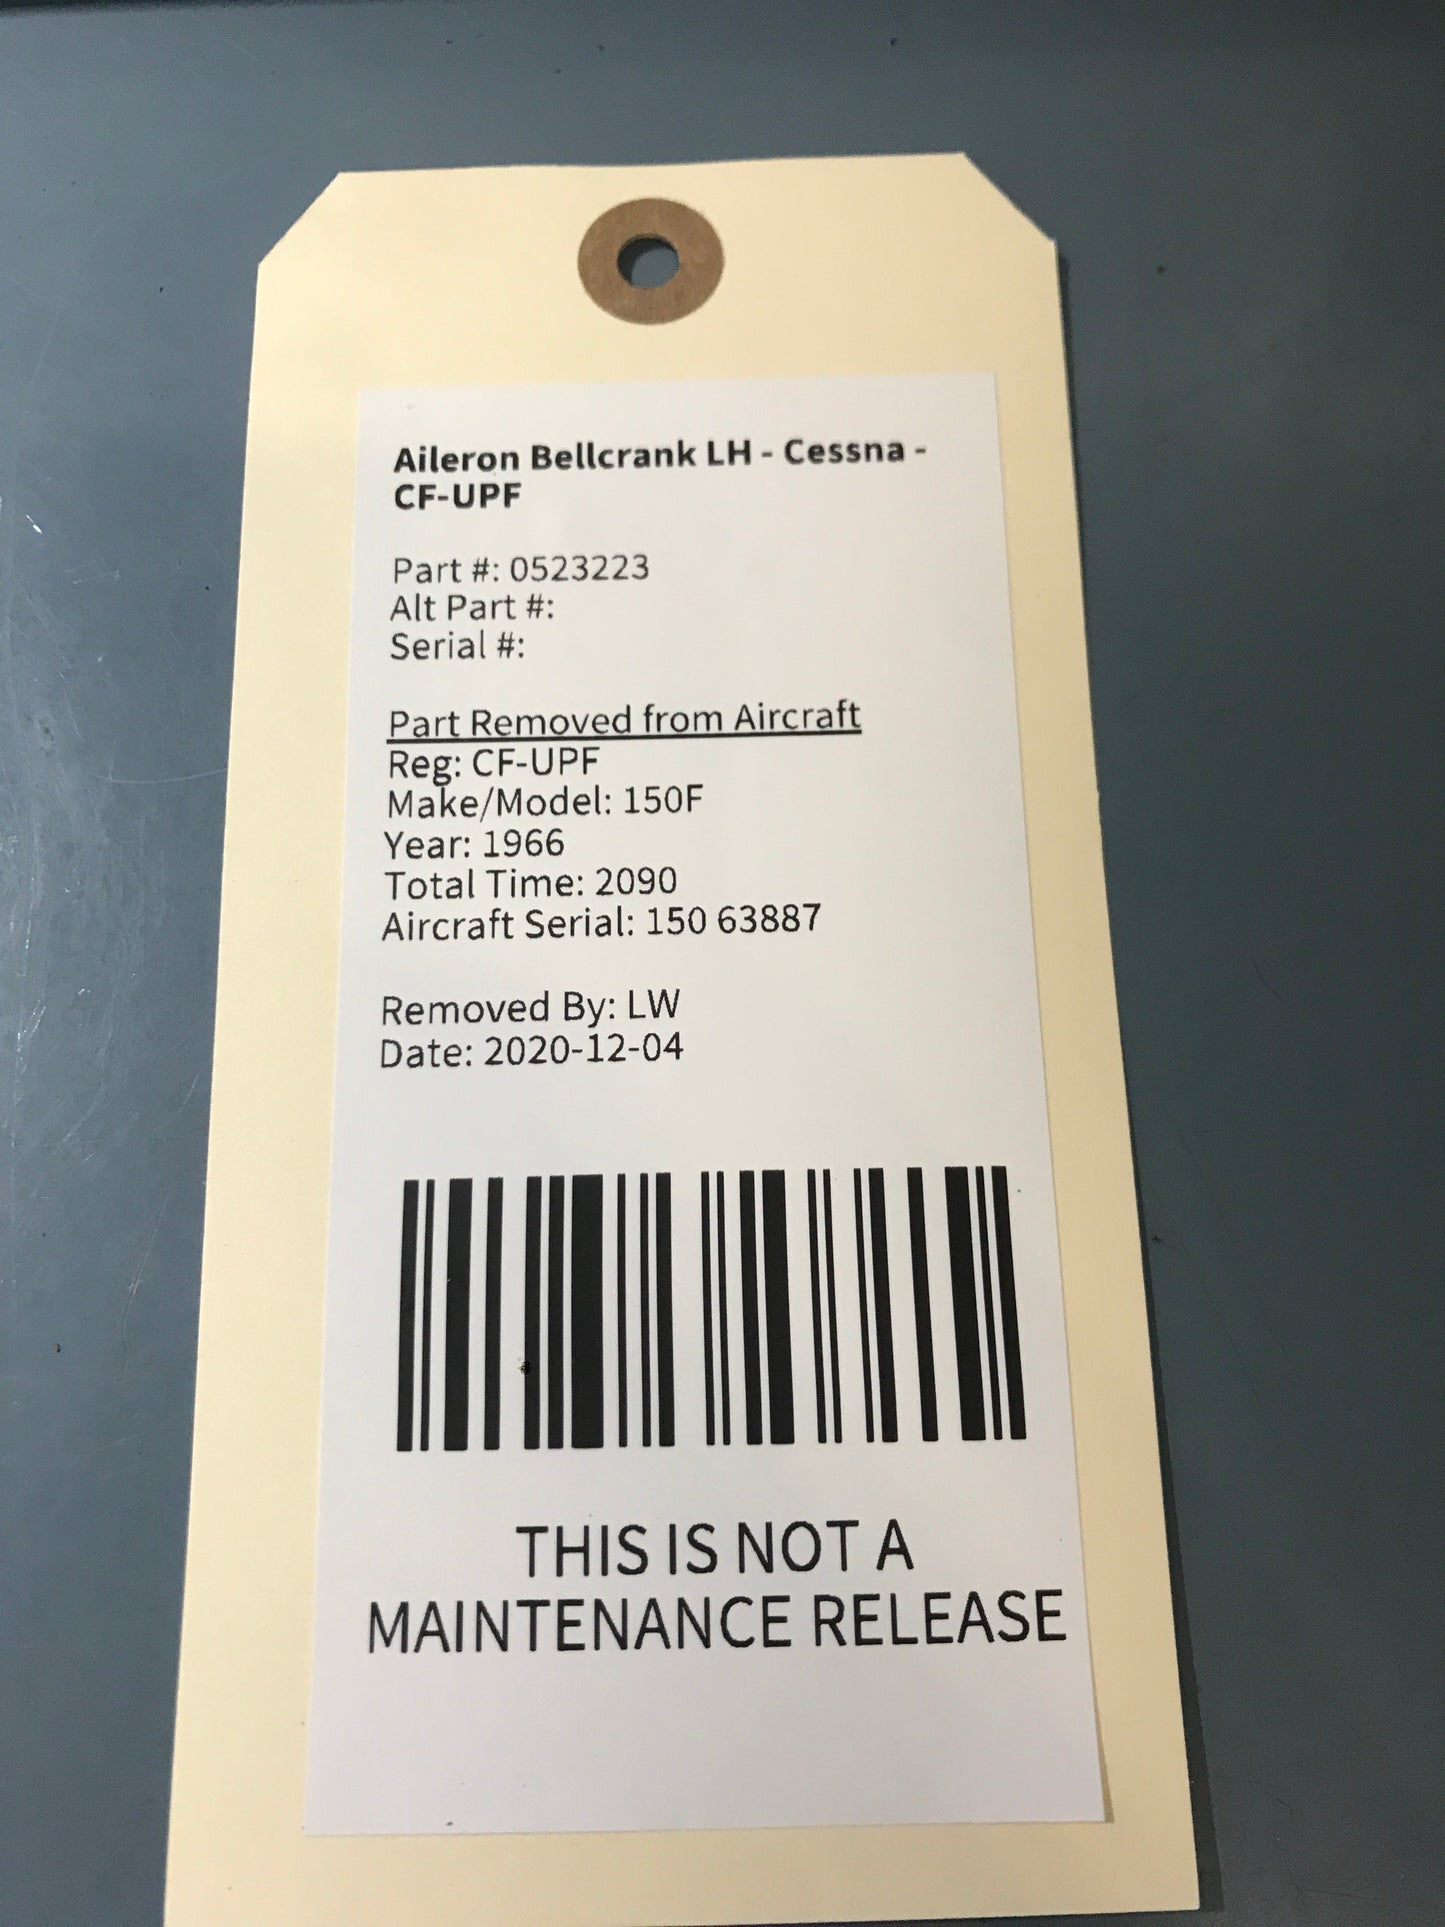 Aileron Bellcrank LH - Cessna -
CF-UPF
Part #: 0523223
Alt Part #:
Serial #:
Part Removed from Aircraft
Reg: CF-UPF
Make/Model: 150F
Year: 1966
Total Time: 2090
Aircraft Serial: 150 63887
Removed By: LW
Date: 2020-12-04
THIS IS NOT A
MAINTENANCE RELEASE